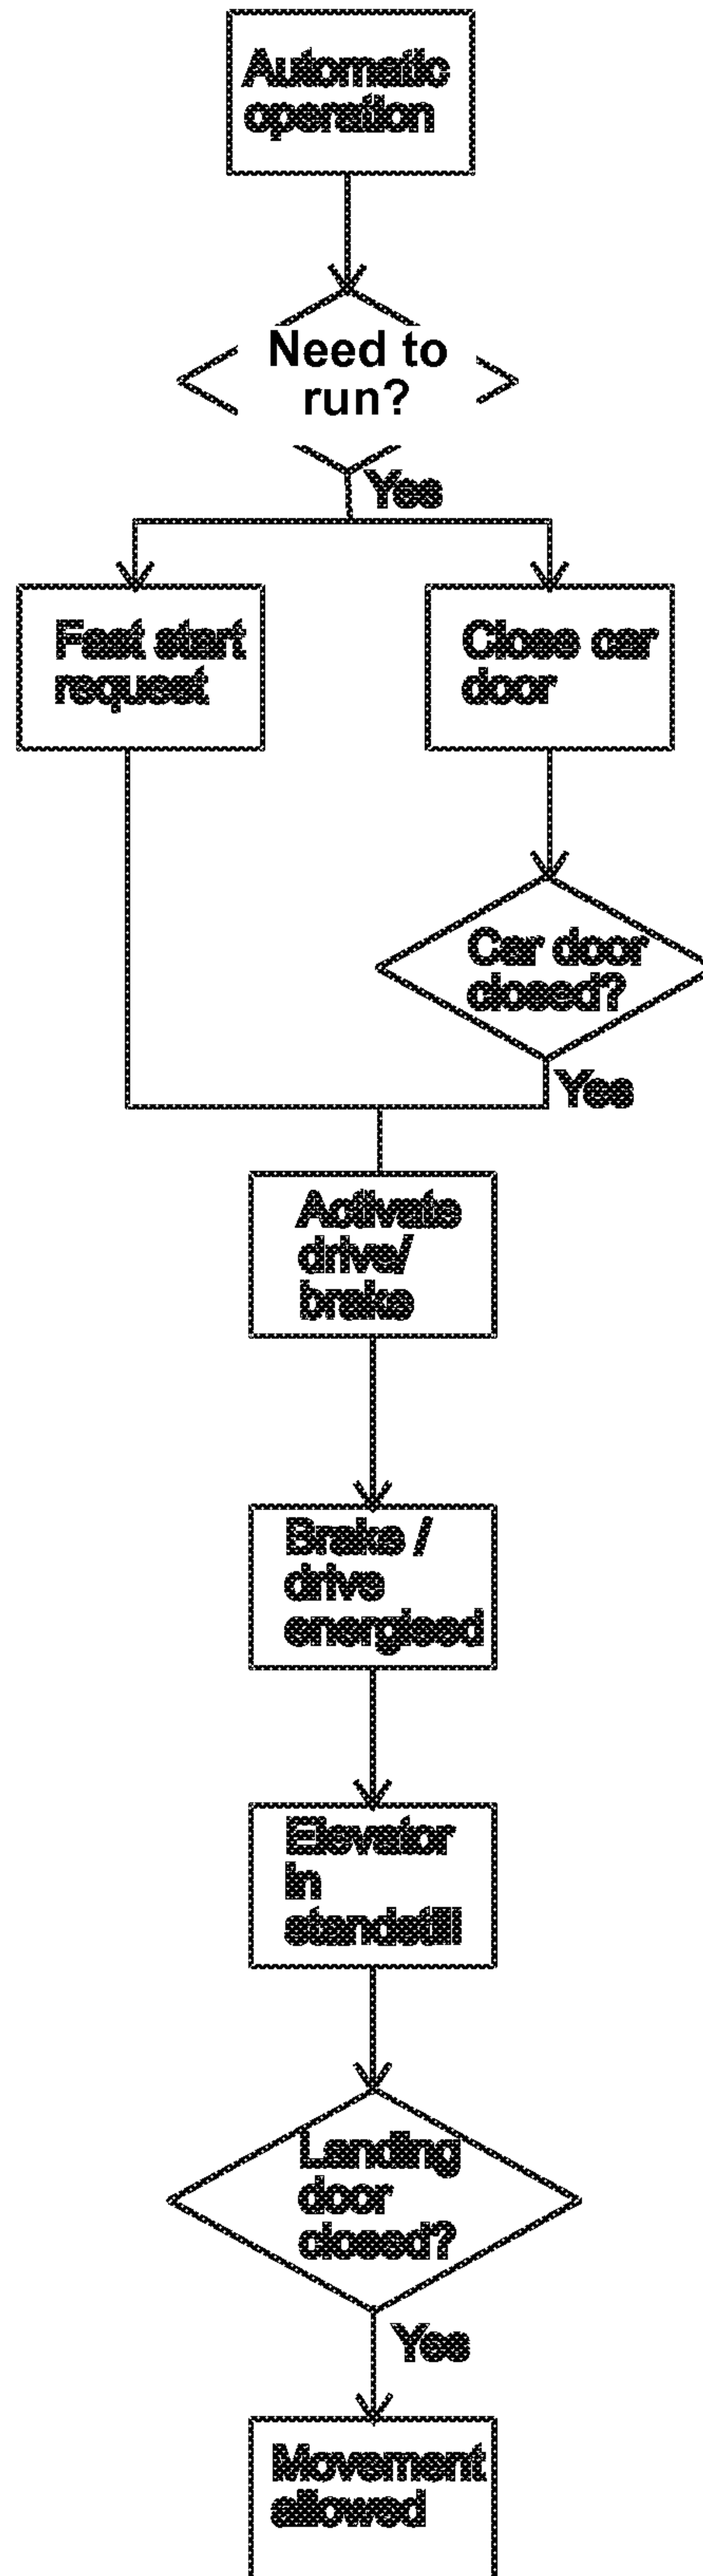 Automatic
operation
Need to
run?
Yes
Fast start
request
Close car
door
Car door
closed?
Yes
Activate
drive/
brake
Brake /
drive
energised
Elevator
in
standstill
Landing
door
closed?
Yes
Movement
allowed